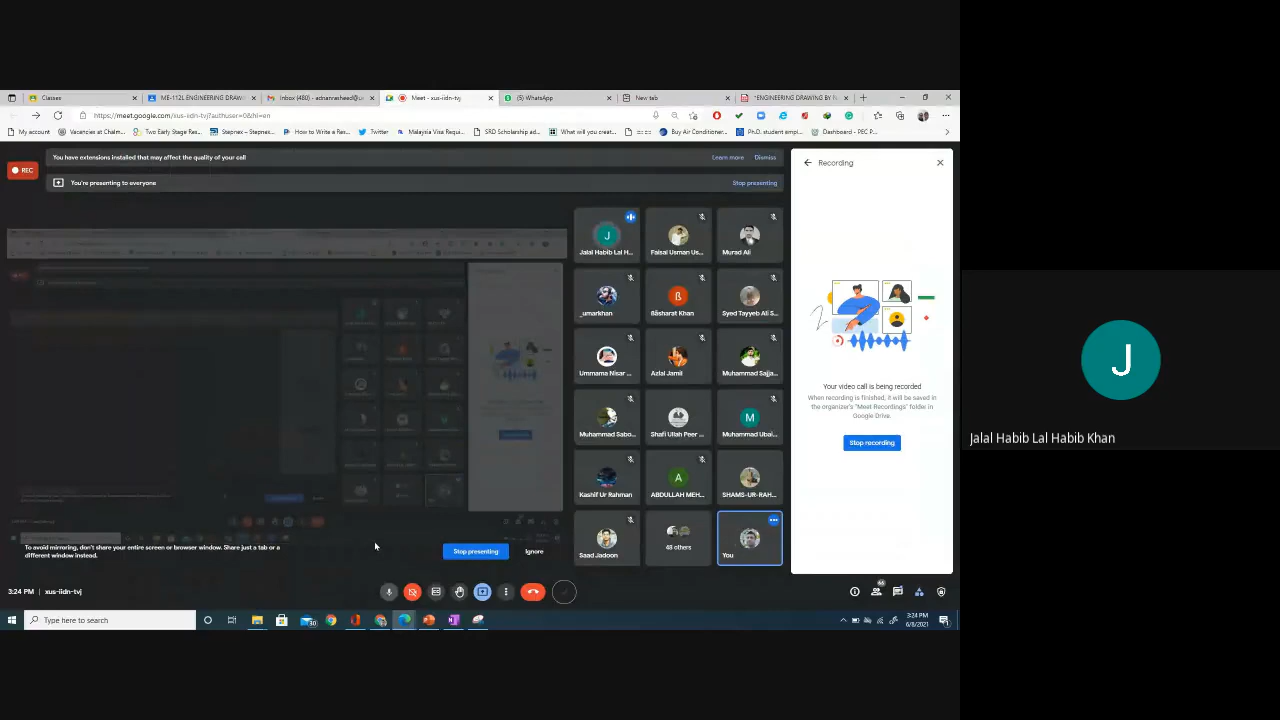 Classes
ME-112L ENGINEERING DRAW
Inbox (480) - adnanrasheed@u
Meet - xus-iidn-tvj
(5) WhatsApp
New tab
*ENGINEERING DRAWING BY N
https://meet.google.com/xus-iidn-tvj?authuser=0&hl=en
My account
Vacancies at Chalm...
Two Early Stage Res...
Stepnex - Stepnex...
How to Write a Res...
Twitter
Malaysia Visa Requi...
SRD Scholarship ad...
What will you creat...
Buy Air Conditioner...
Ph.D. student empl...
Dashboard - PEC P...
REC
You have extensions installed that may affect the quality of your call
Learn more
Dismiss
You're presenting to everyone
Stop presenting
Recording
Jalal Habib Lal H...
Faisal Usman Us...
Murad Ali
_umarkhan
ẞâsharat Khan
Syed Tayyeb Ali S...
Ummama Nisar ...
Azlal Jamil
Muhammad Sajja...
Muhammad Sabo...
Shafi Ullah Peer ...
Muhammad Ubai...
Kashif Ur Rahman
ABDULLAH MEH...
SHAMS-UR-RAH...
Saad Jadoon
48 others
You
Your video call is being recorded
When recording is finished, it will be saved in
the organizer's "Meet Recordings" folder in
Google Drive.
Stop recording
J
Jalal Habib Lal Habib Khan
To avoid mirroring, don't share your entire screen or browser window. Share just a tab or a
different window instead.
Stop presenting
Ignore
3:24 PM
xus-iidn-tvj
Type here to search
3:24 PM
6/8/2021